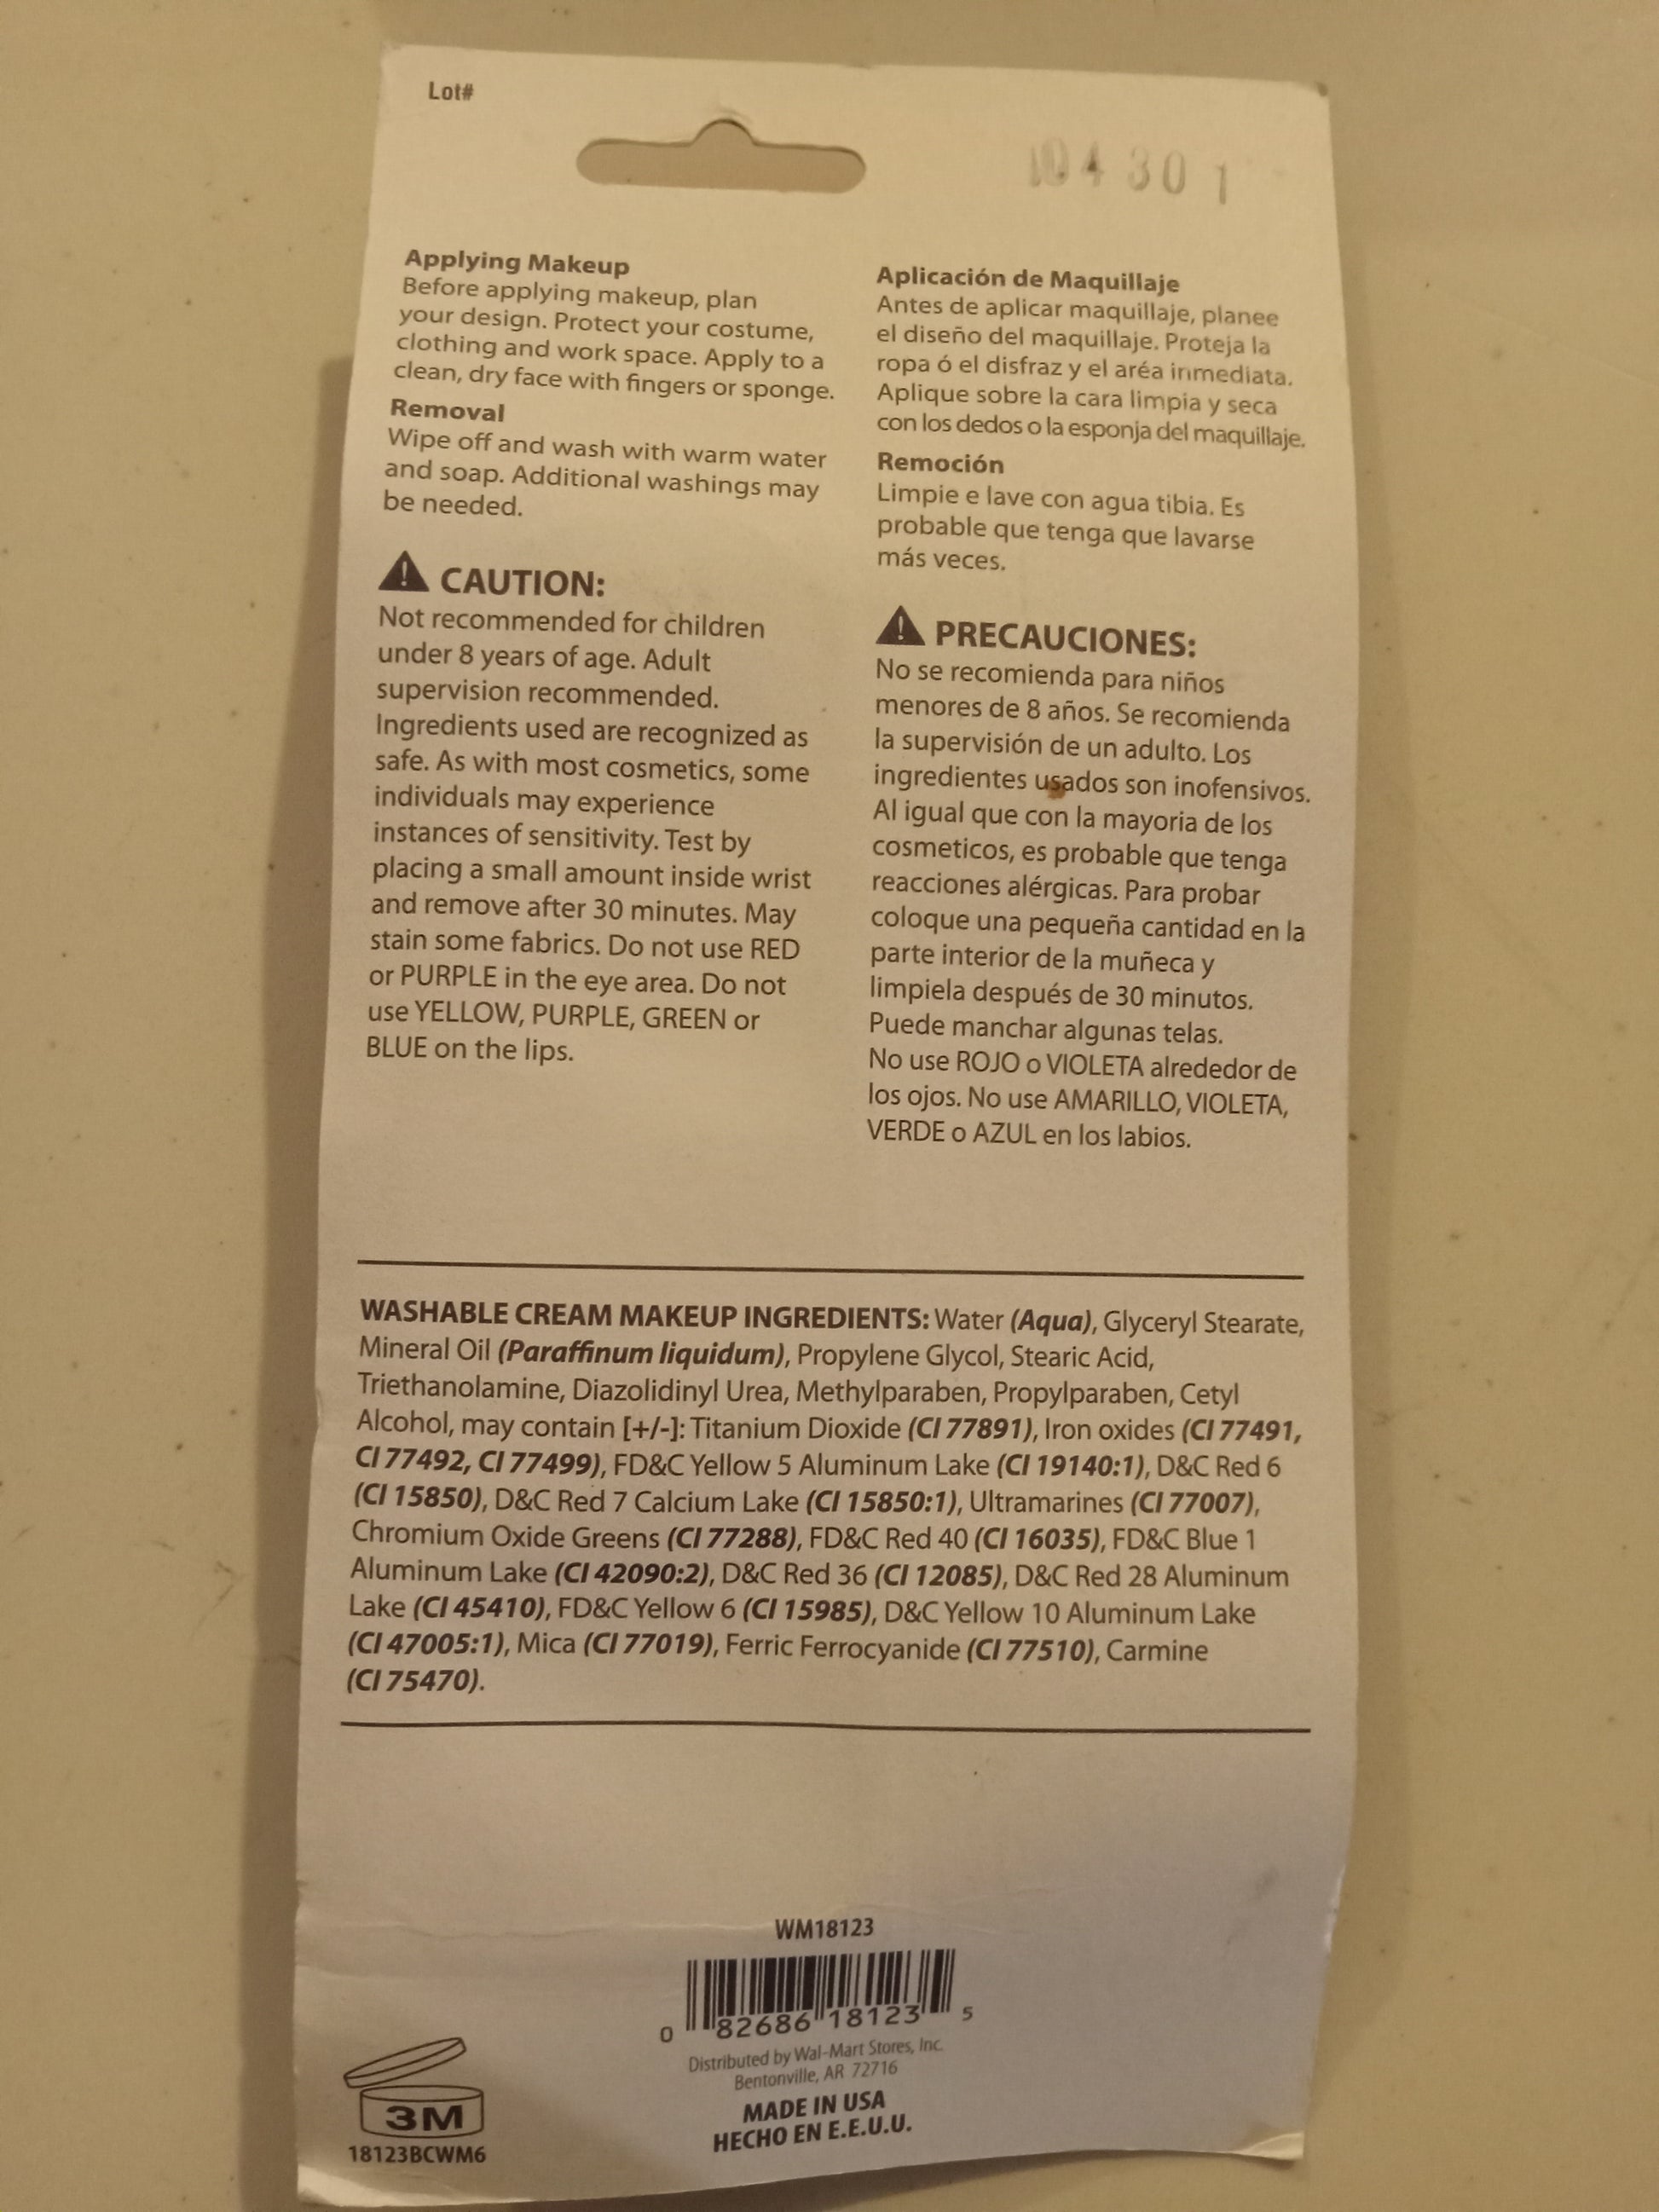 Lot#
104301
Applying Makeup
Before applying makeup, plan
your design. Protect your costume,
clothing and work space. Apply to a
clean, dry face with fingers or sponge.
Removal
Wipe off and wash with warm water
and soap. Additional washings may
be needed.
CAUTION:
Not recommended for children
under 8 years of age. Adult
supervision recommended.
Ingredients used are recognized as
safe. As with most cosmetics, some
individuals may experience
instances of sensitivity. Test by
placing a small amount inside wrist
and remove after 30 minutes. May
stain some fabrics. Do not use RED
or PURPLE in the eye area. Do not
use YELLOW, PURPLE, GREEN or
BLUE on the lips.
Aplicación de Maquillaje
Antes de aplicar maquillaje, planee
el diseño del maquillaje. Proteja la
ropa ó el disfraz y el aréa inmediata.
Aplique sobre la cara limpia y seca
con los dedos o la esponja del maquillaje.
Remoción
Limpie e lave con agua tibia. Es
probable que tenga que lavarse
más veces.
PRECAUCIONES:
No se recomienda para niños
menores de 8 años. Se recomienda
la supervisión de un adulto. Los
ingredientes usados son inofensivos.
Al igual que con la mayoria de los
cosmeticos, es probable que tenga
reacciones alérgicas. Para probar
coloque una pequeña cantidad en la
parte interior de la muñeca y
limpiela después de 30 minutos.
Puede manchar algunas telas.
No use ROJO o VIOLETA alrededor de
los ojos. No use AMARILLO, VIOLETA,
VERDE o AZUL en los labios.
WASHABLE CREAM MAKEUP INGREDIENTS: Water (Aqua), Glyceryl Stearate,
Mineral Oil (Paraffinum liquidum), Propylene Glycol, Stearic Acid,
Triethanolamine, Diazolidinyl Urea, Methylparaben, Propylparaben, Cetyl
Alcohol, may contain [+/-]: Titanium Dioxide (CI 77891), Iron oxides (CI 77491,
CI 77492, CI 77499), FD&C Yellow 5 Aluminum Lake (CI 19140:1), D&C Red 6
(CI 15850), D&C Red 7 Calcium Lake (CI 15850:1), Ultramarines (CI 77007),
Chromium Oxide Greens (CI 77288), FD&C Red 40 (CI 16035), FD&C Blue 1
Aluminum Lake (CI 42090:2), D&C Red 36 (CI 12085), D&C Red 28 Aluminum
Lake (CI 45410), FD&C Yellow 6 (CI 15985), D&C Yellow 10 Aluminum Lake
(CI 47005:1), Mica (CI 77019), Ferric Ferrocyanide (CI 77510), Carmine
(CI 75470).
WM18123
0 82686 18123 5
Distributed by Wal-Mart Stores, Inc.
Bentonville, AR 72716
MADE IN USA
HECHO EN E.E.U.U.
3M
18123BCWM6